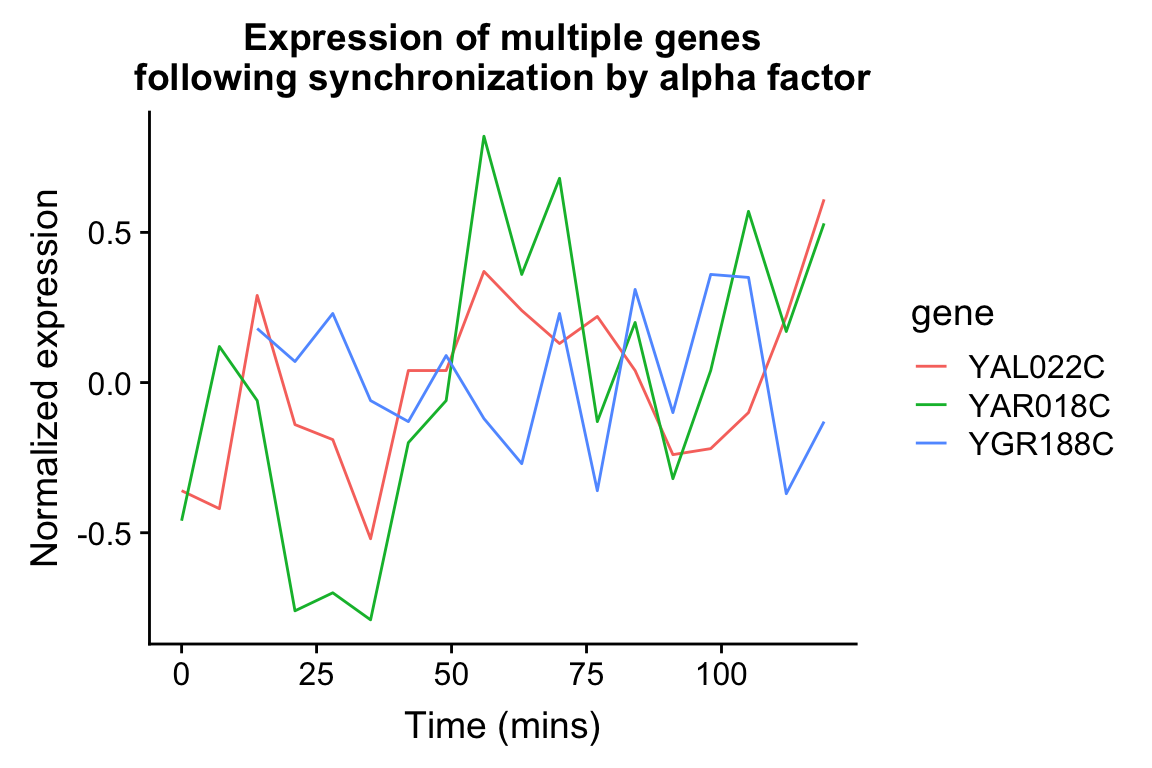 Expression of multiple genes
following synchronization by alpha factor
Normalized expression
0.5
0.0
-0.5
0 25 50 75 100
Time (mins)
gene
YAL022C
YAR018C
YGR188C